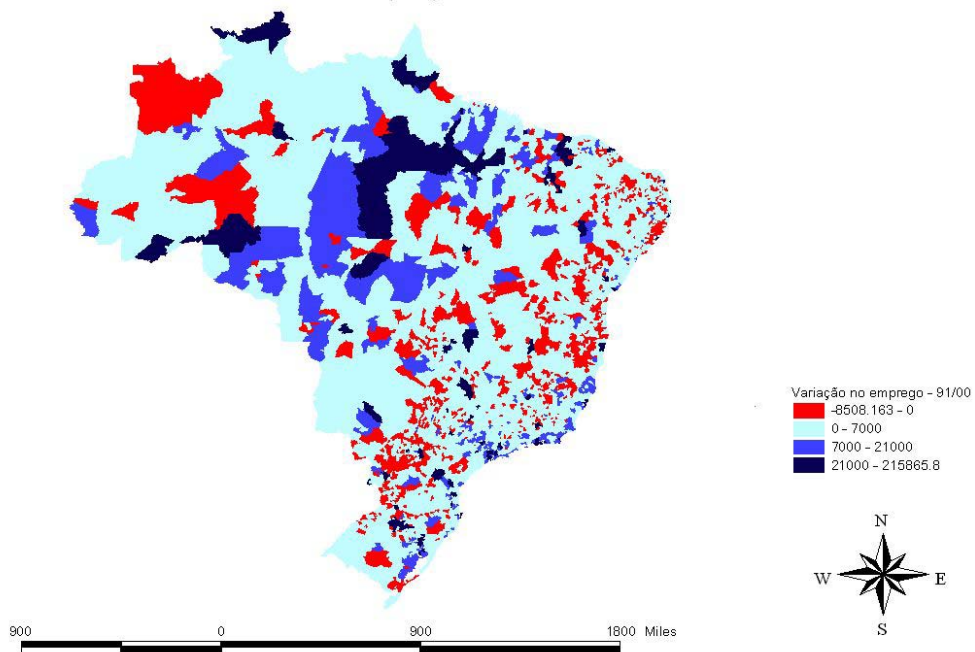 Variação no emprego - 91/00
-8508.163 - 0
0 - 7000
7000 - 21000
21000 - 215865.8
N
W E
S
900 0 900 1800 Miles